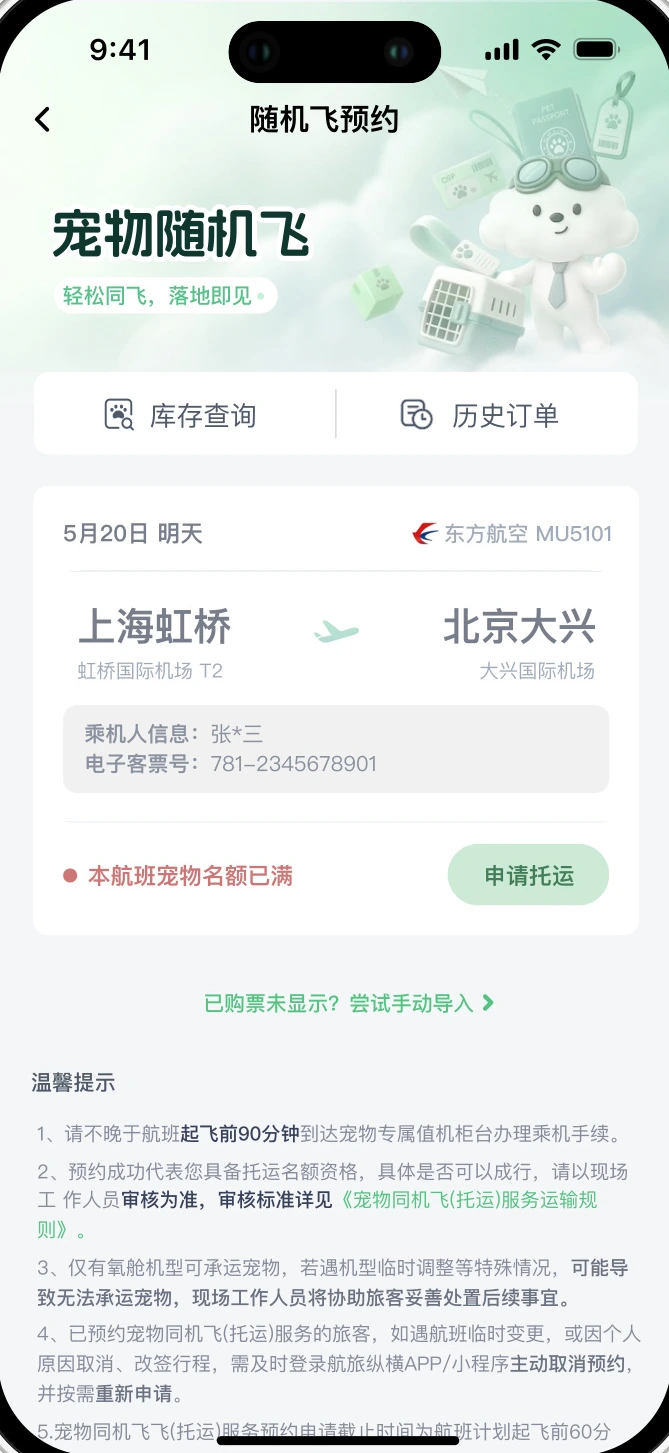 9:41
随机飞预约
PET
PASSPORT
宠物随机飞
轻松同飞，落地即见
库存查询
历史订单
5月20日 明天
东方航空 MU5101
上海虹桥
北京大兴
虹桥国际机场 T2
大兴国际机场
乘机人信息：张*三
电子客票号：781-2345678901
本航班宠物名额已满
申请托运
已购票未显示？尝试手动导入
温馨提示
1、请不晚于航班起飞前90分钟到达宠物专属值机柜台办理乘机手续。
2、预约成功代表您具备托运名额资格，具体是否可以成行，请以现场
工 作人员审核为准，审核标准详见《宠物同机飞(托运)服务运输规
则》。
3、仅有氧舱机型可承运宠物，若遇机型临时调整等特殊情况，可能导
致无法承运宠物，现场工作人员将协助旅客妥善处置后续事宜。
4、已预约宠物同机飞(托运)服务的旅客，如遇航班临时变更，或因个人
原因取消、改签行程，需及时登录航旅纵横APP/小程序主动取消预约，
并按需重新申请。
5.宠物同机飞飞(托运)服务预约申请截止时间为航班计划起飞前60分